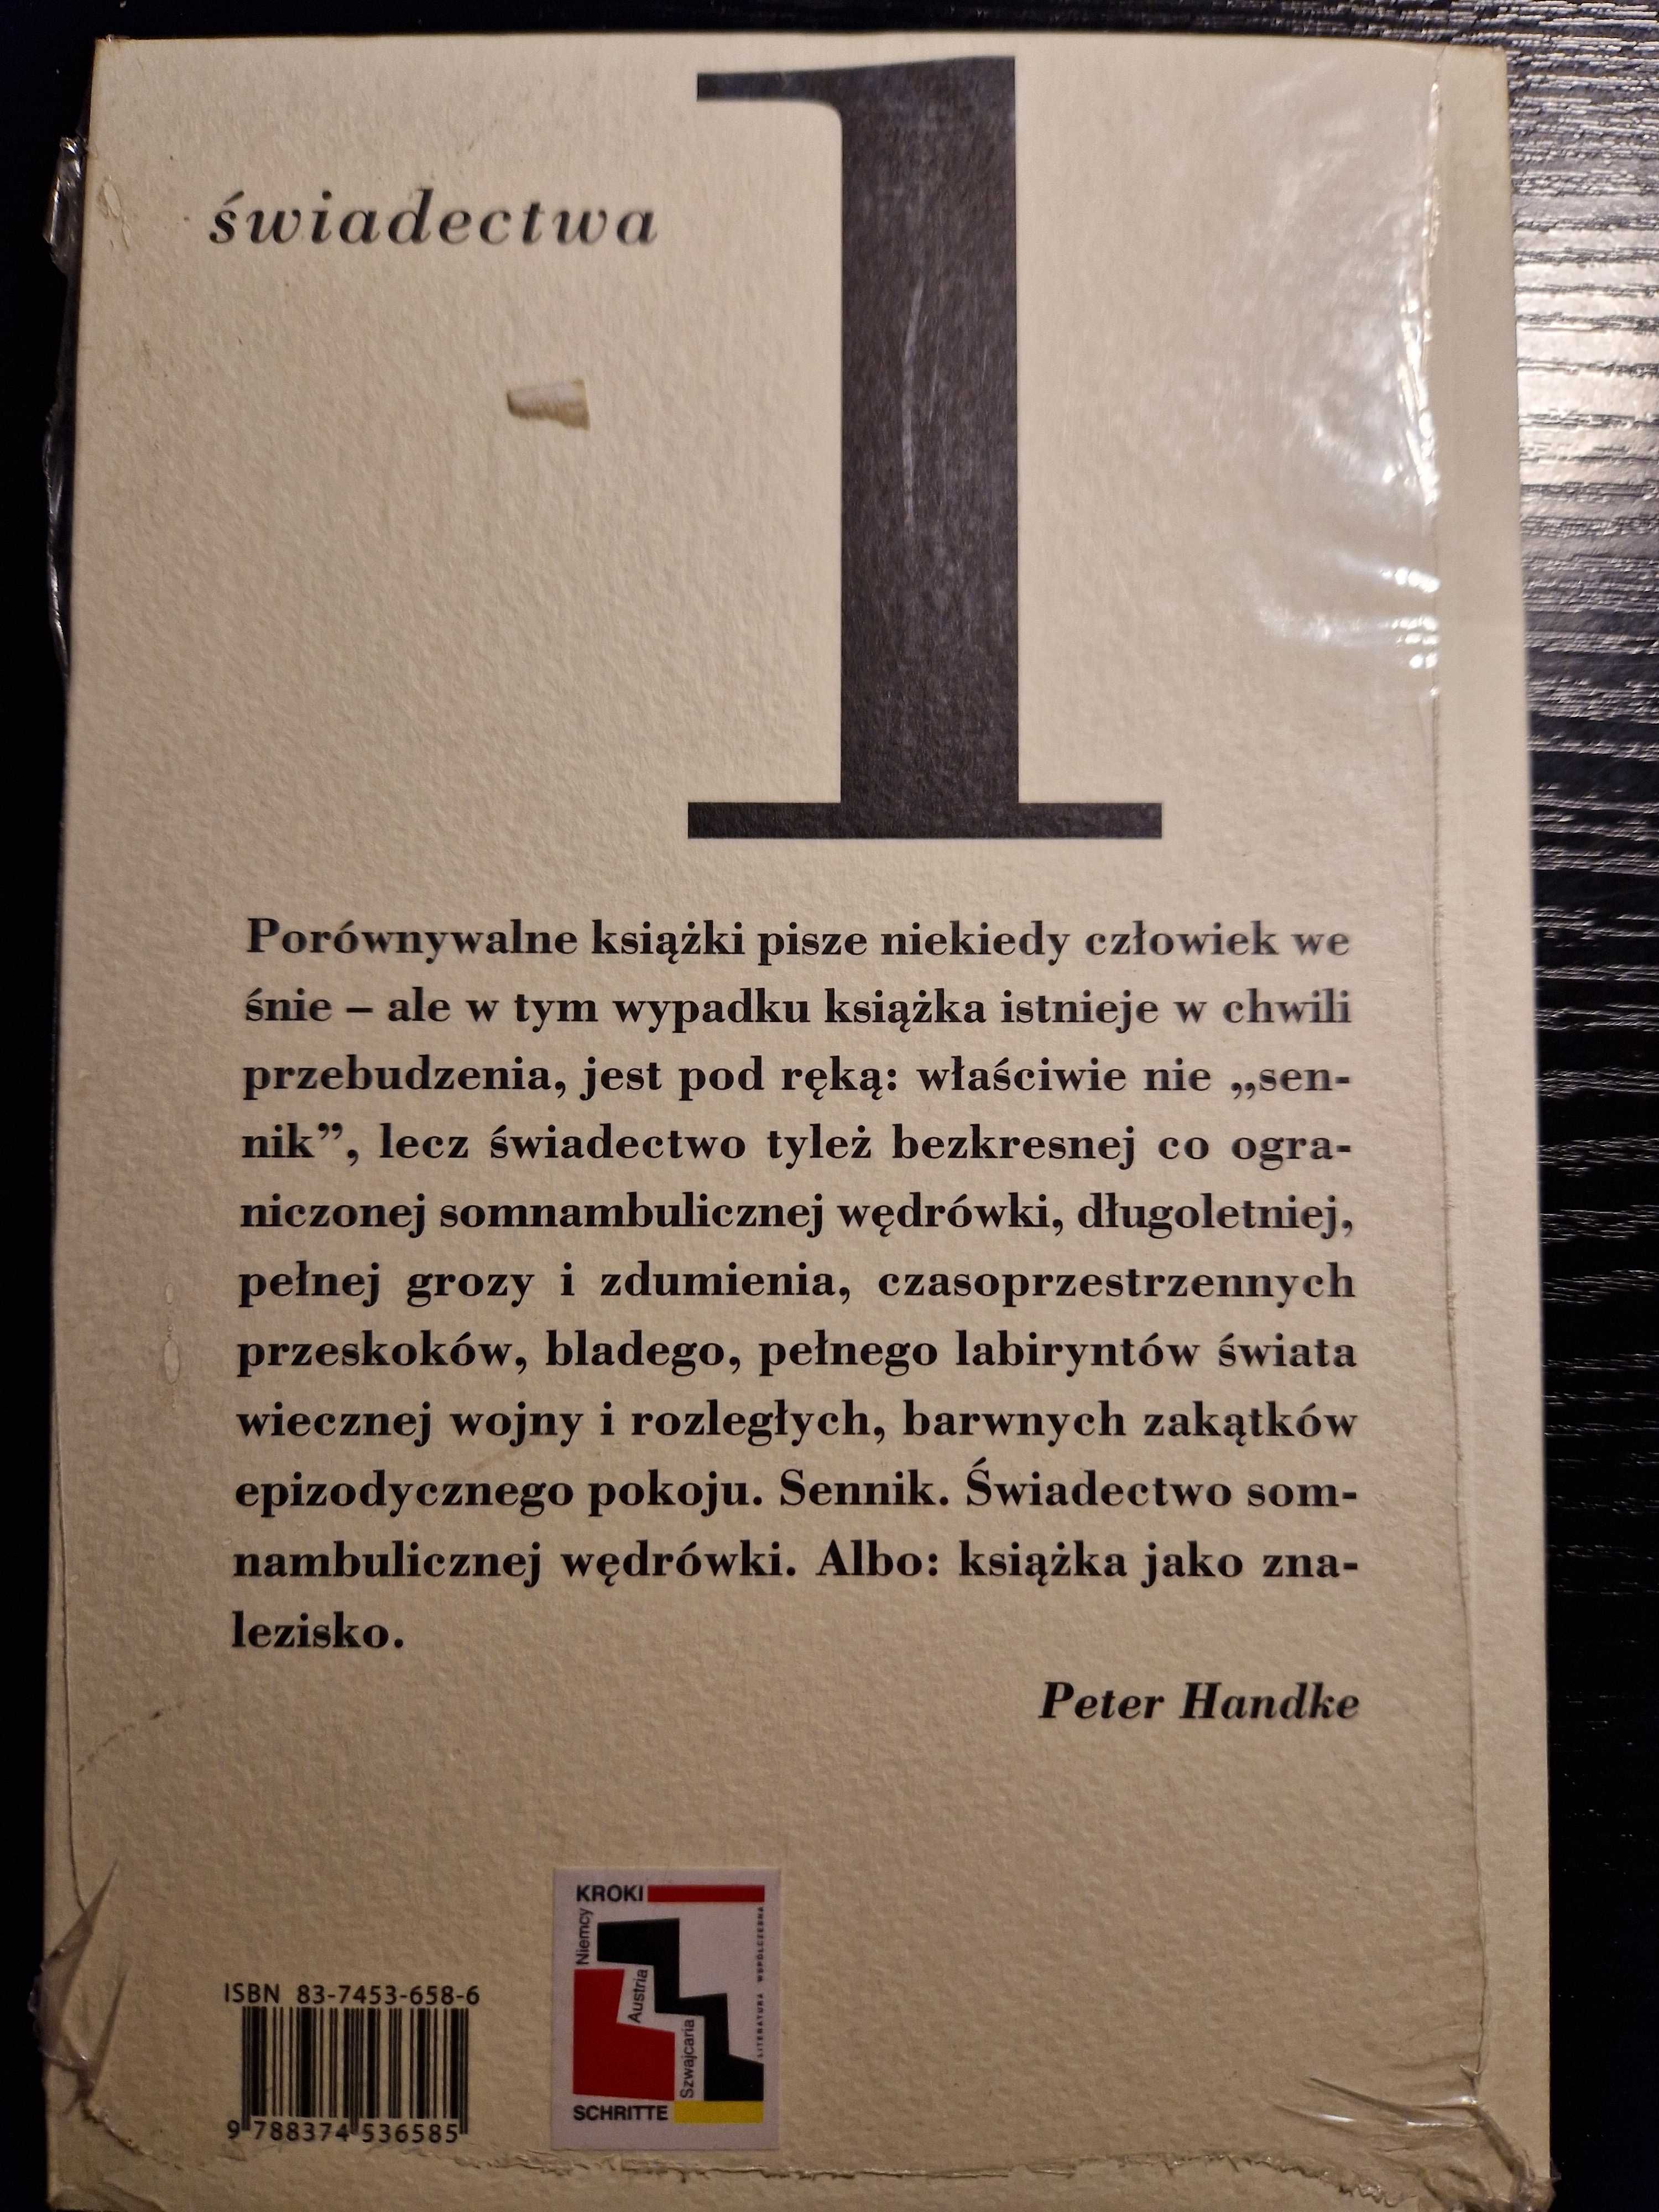 1
świadectwa
Porównywalne książki pisze niekiedy człowiek we
śnie – ale w tym wypadku książka istnieje w chwili
przebudzenia, jest pod ręką: właściwie nie „sen-
nik”, lecz świadectwo tyleż bezkresnej co ogra-
niczonej somnambulicznej wędrówki, długoletniej,
pełnej grozy i zdumienia, czasoprzestrzennych
przeskoków, bladego, pełnego labiryntów świata
wiecznej wojny i rozległych, barwnych zakątków
epizodycznego pokoju. Sennik. Świadectwo som-
nambulicznej wędrówki. Albo: książka jako zna-
lezisko.
Peter Handke
KROKI
Niemcy
Austria
Szwajcaria
LITERATURA WSPÓŁCZESNA
SCHRITTE
ISBN 83-7453-658-6
9 788374 536585